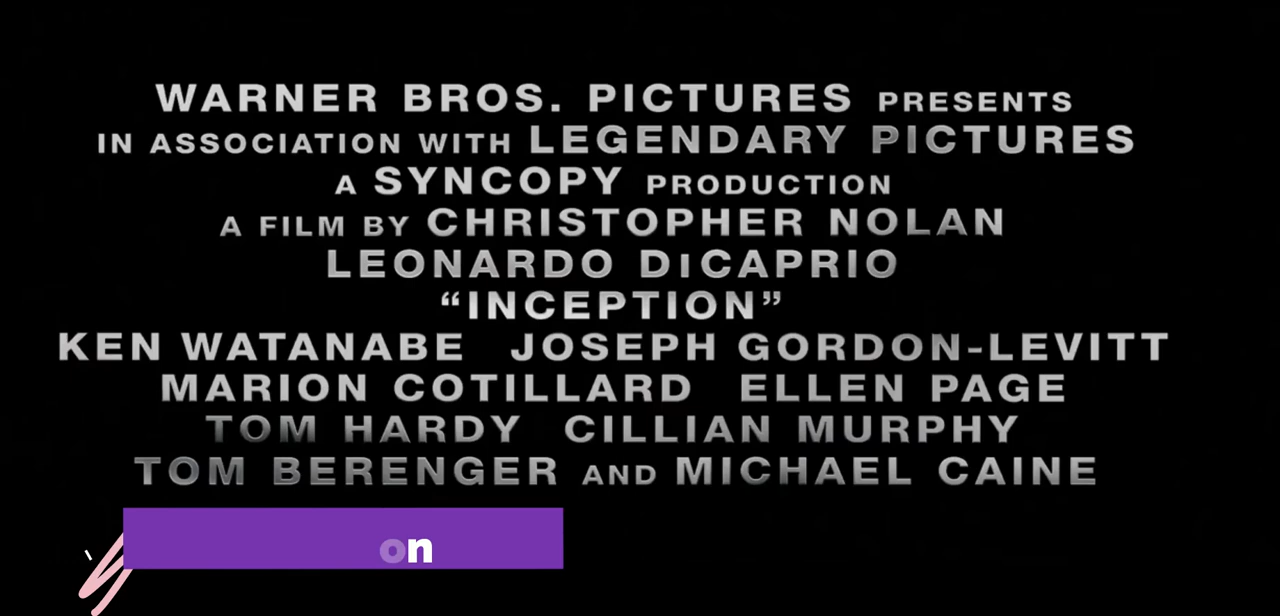 WARNER BROS. PICTURES PRESENTS
IN ASSOCIATION WITH LEGENDARY PICTURES
A SYNCOPY PRODUCTION
A FILM BY CHRISTOPHER NOLAN
LEONARDO DiCAPRIO
“INCEPTION”
KEN WATANABE JOSEPH GORDON-LEVITT
MARION COTILLARD ELLEN PAGE
TOM HARDY CILLIAN MURPHY
TOM BERENGER AND MICHAEL CAINE
on